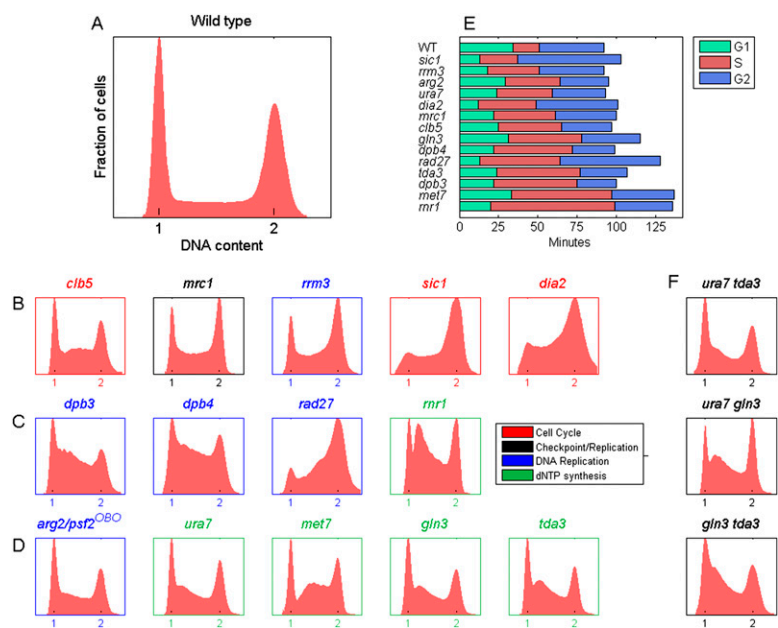 A
Wild type
Fraction of cells
1 2
DNA content
E
WT
sic1
rrm3
arg2
ura7
dia2
mrc1
clb5
gln3
dpb4
rad27
tda3
dpb3
met7
rnr1
0 25 50 75 100 125
Minutes
G1
S
G2
B
clb5 mrc1 rrm3 sic1 dia2
1 2 1 2 1 2 1 2 1 2
C
dpb3 dpb4 rad27 rnr1
1 2 1 2 1 2 1 2
Cell Cycle
Checkpoint/Replication
DNA Replication
dNTP synthesis
D
arg2/psf2^OBO ura7 met7 gln3 tda3
1 2 1 2 1 2 1 2 1 2
F
ura7 tda3
1 2
ura7 gln3
1 2
gln3 tda3
1 2